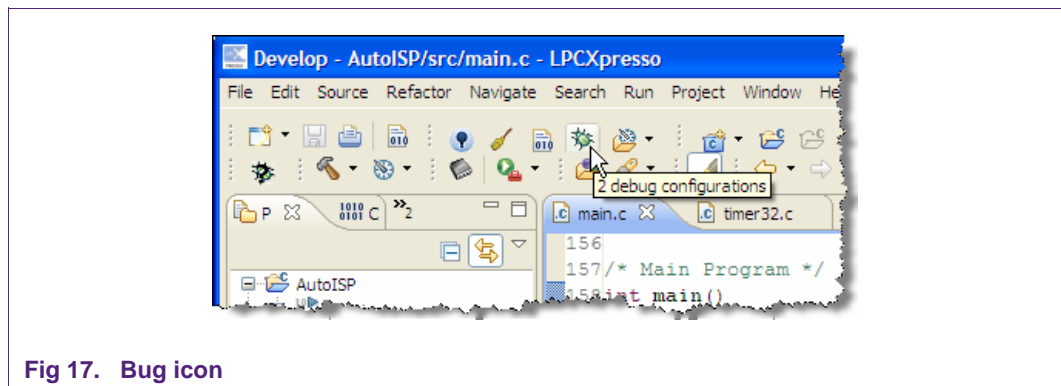 Develop - AutoISP/src/main.c - LPCXpresso
File Edit Source Refactor Navigate Search Run Project Window He
2 debug configurations
P C »2 main.c timer32.c
156
157/* Main Program */
AutoISP
158int main()
Fig 17. Bug icon